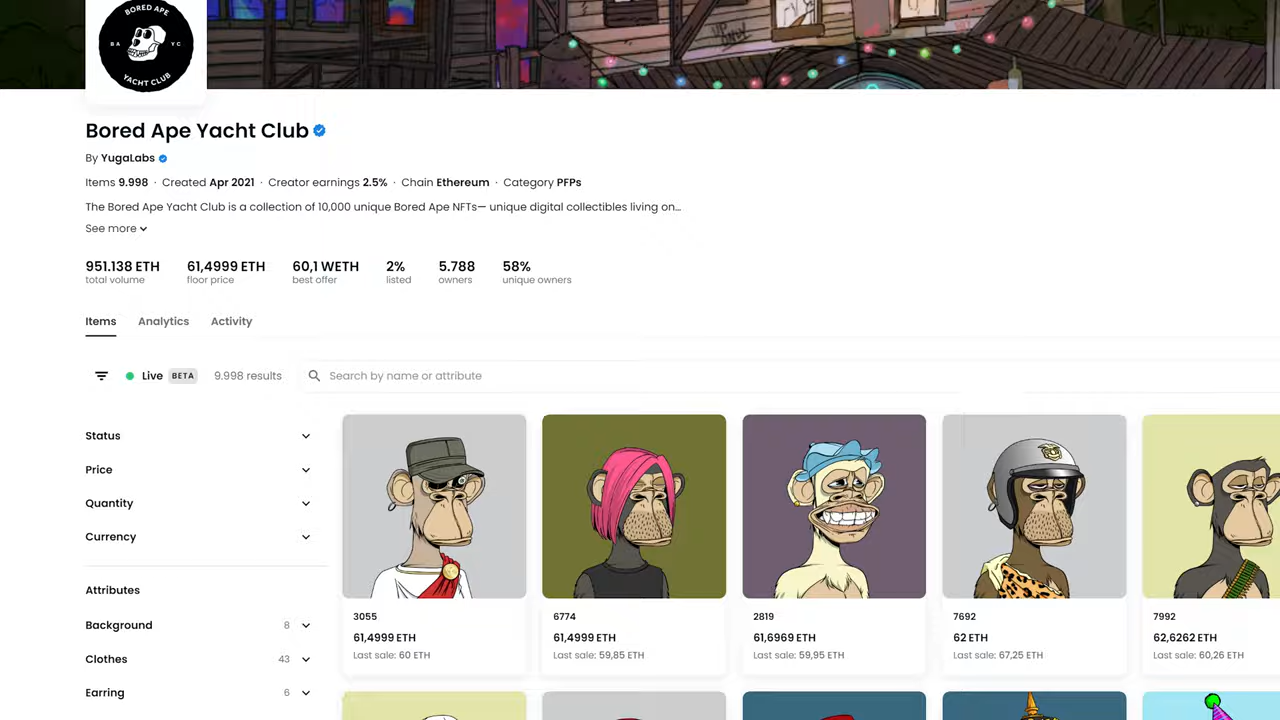 BORED APE
BA YC
YACHT CLUB
Bored Ape Yacht Club
By YugaLabs
Items 9.998 · Created Apr 2021 · Creator earnings 2.5% · Chain Ethereum · Category PFPs
The Bored Ape Yacht Club is a collection of 10,000 unique Bored Ape NFTs— unique digital collectibles living on…
See more
951.138 ETH 61,4999 ETH 60,1 WETH 2% 5.788 58%
total volume floor price best offer listed owners unique owners
Items Analytics Activity
Live BETA 9.998 results Search by name or attribute
Status
Price
Quantity
Currency
Attributes
Background 8
Clothes 43
Earring 6
3055 6774 2819 7692 7992
61,4999 ETH 61,4999 ETH 61,6969 ETH 62 ETH 62,6262 ETH
Last sale: 60 ETH Last sale: 59,85 ETH Last sale: 59,95 ETH Last sale: 67,25 ETH Last sale: 60,26 ETH